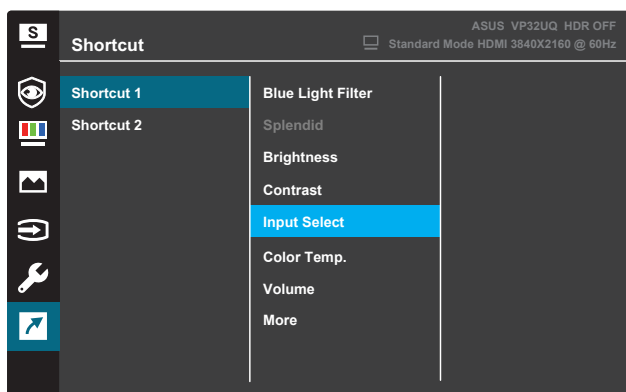 S
ASUS VP32UQ HDR OFF
Shortcut
Standard Mode HDMI 3840X2160 @ 60Hz
Shortcut 1
Shortcut 2
Blue Light Filter
Splendid
Brightness
Contrast
Input Select
Color Temp.
Volume
More